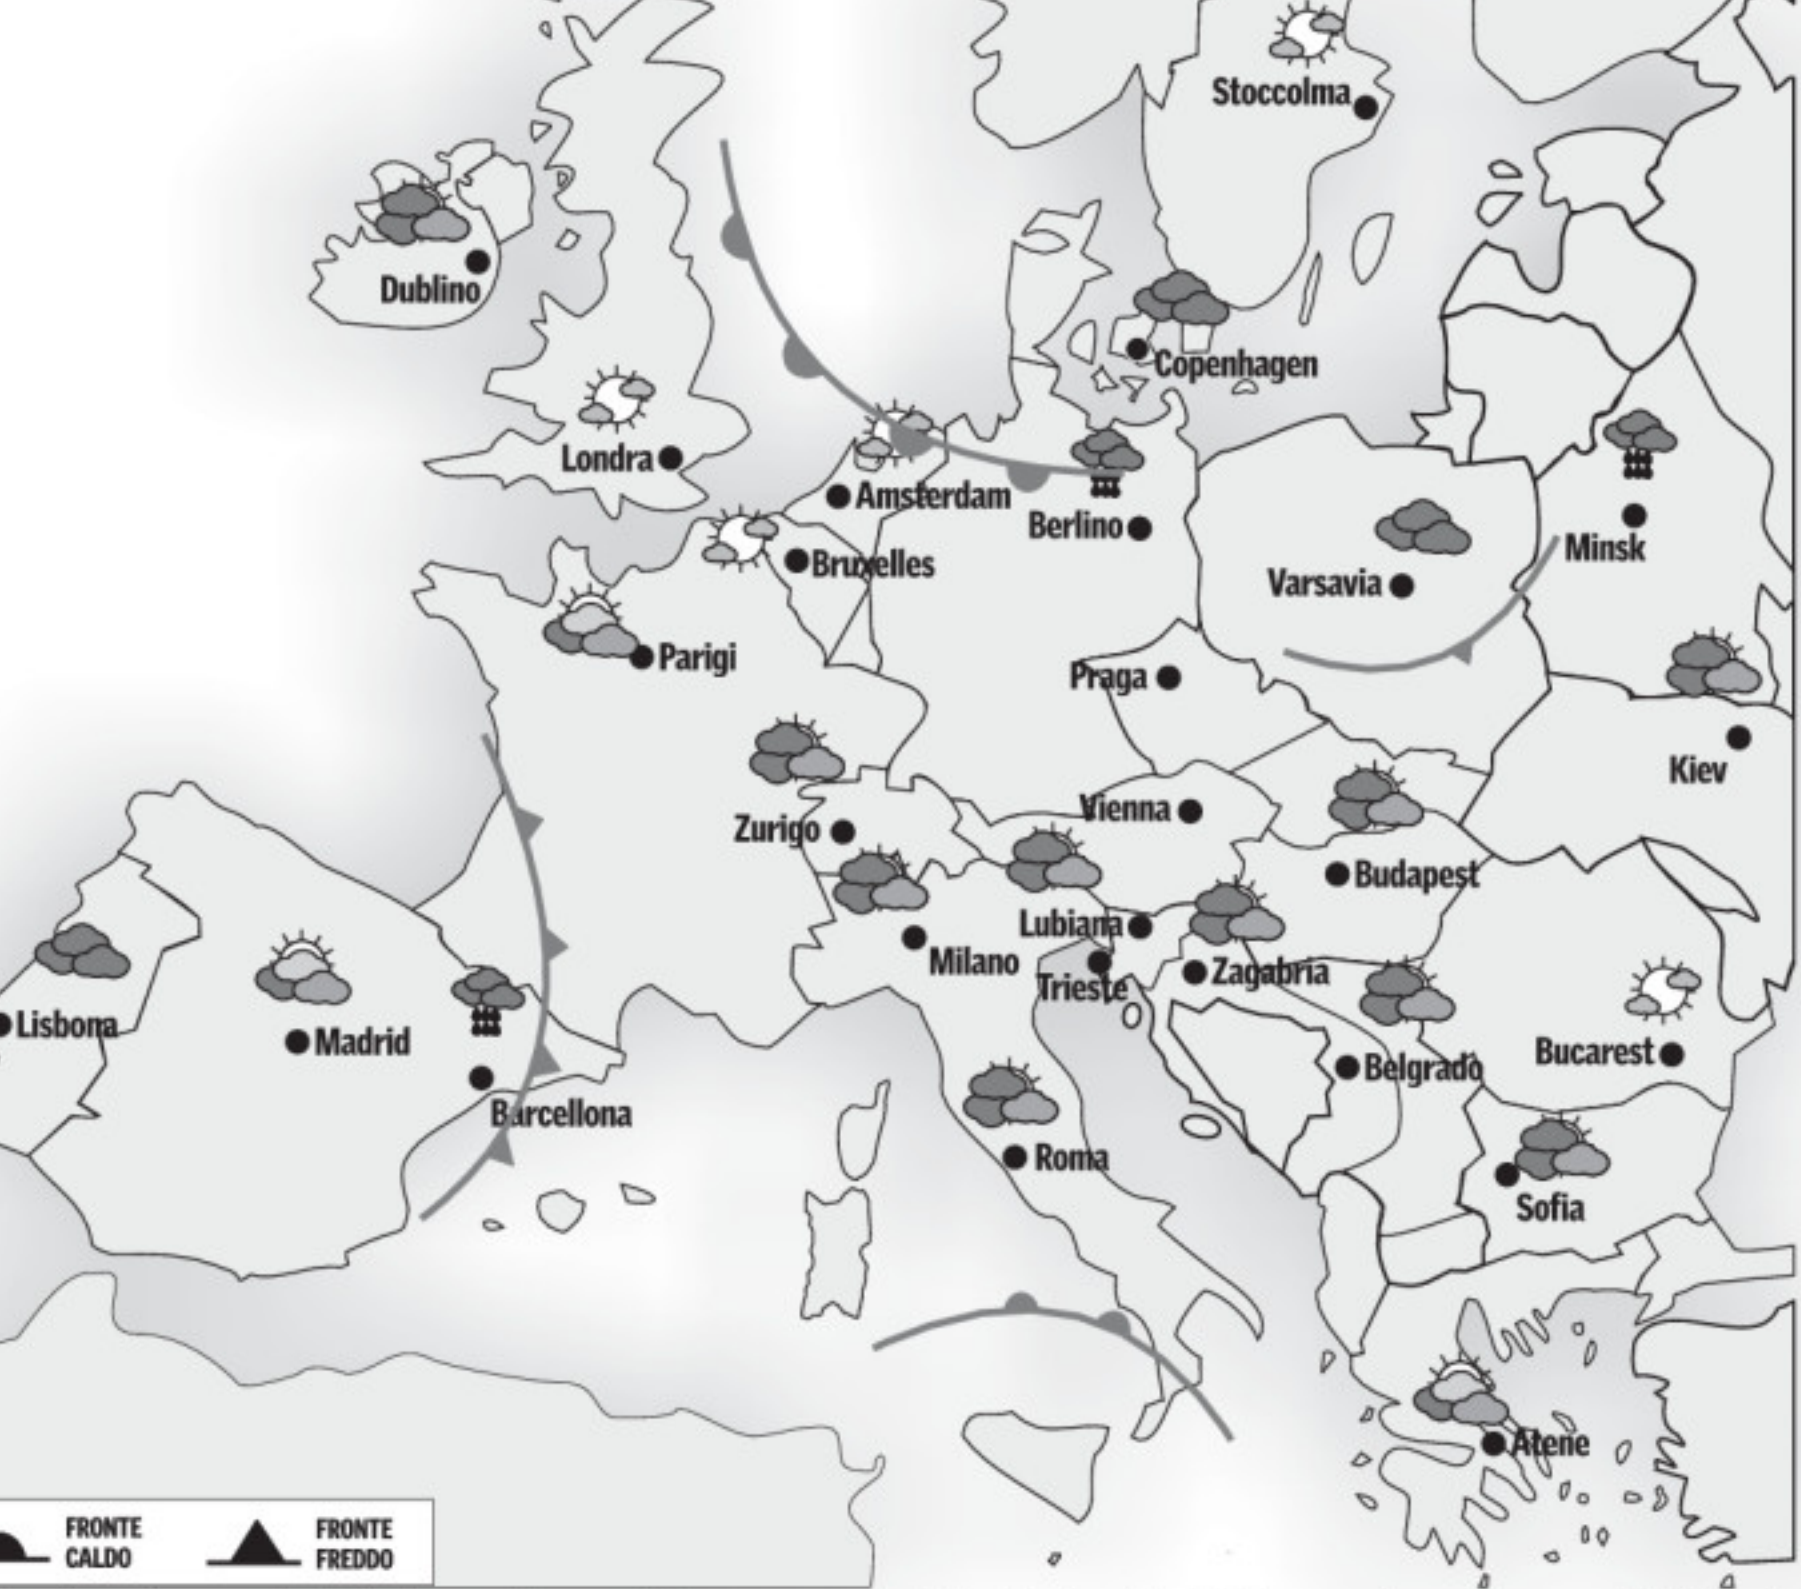 Stoccolma
Dublino
Copenhagen
Londra
Amsterdam
Berlino
Minsk
Bruxelles
Varsavia
Parigi
Praga
Kiev
Vienna
Zurigo
Budapest
Lubiana
Milano
Trieste
Zagabria
Lisbona
Madrid
Bucarest
Belgrado
Barcellona
Roma
Sofia
Atene
FRONTE
CALDO
FRONTE
FREDDO